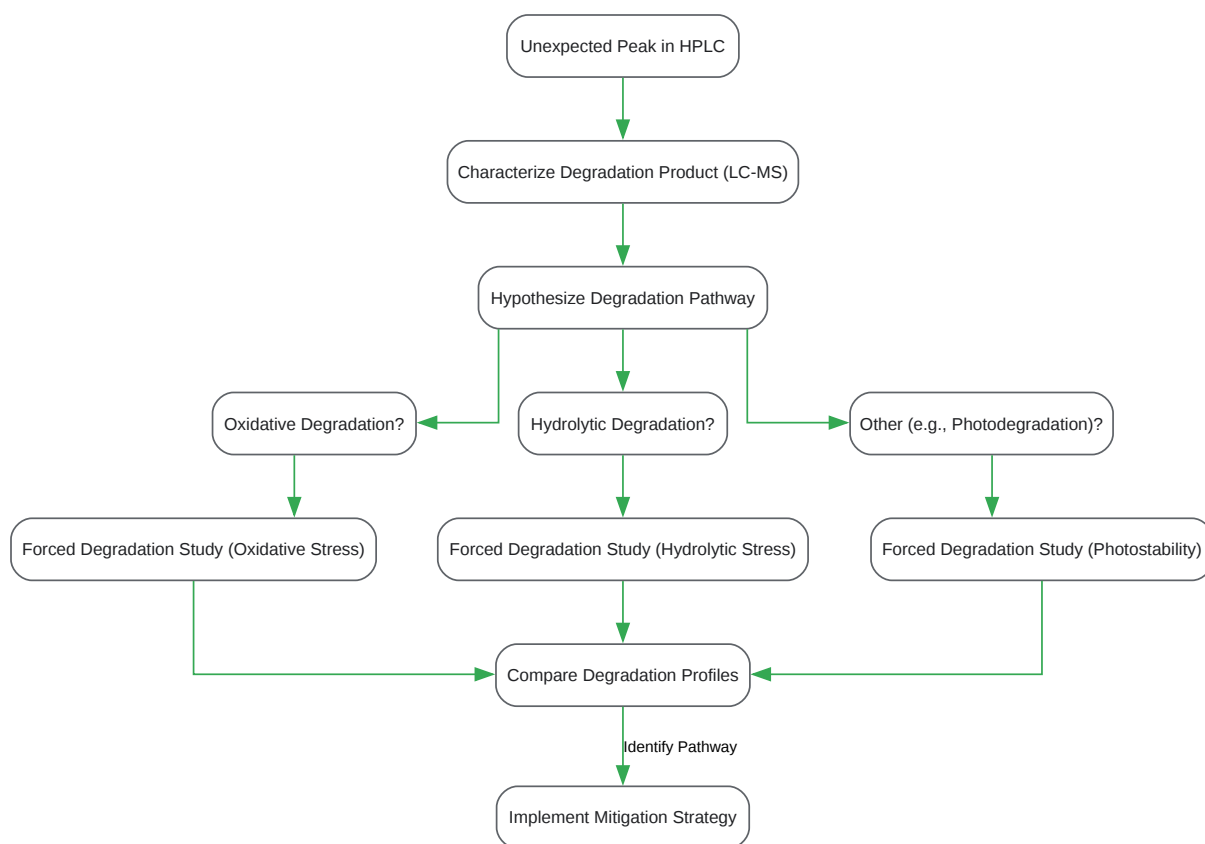 Unexpected Peak in HPLC
Characterize Degradation Product (LC-MS)
Hypothesize Degradation Pathway
Oxidative Degradation?
Hydrolytic Degradation?
Other (e.g., Photodegradation)?
Forced Degradation Study (Oxidative Stress)
Forced Degradation Study (Hydrolytic Stress)
Forced Degradation Study (Photostability)
Compare Degradation Profiles
Identify Pathway
Implement Mitigation Strategy